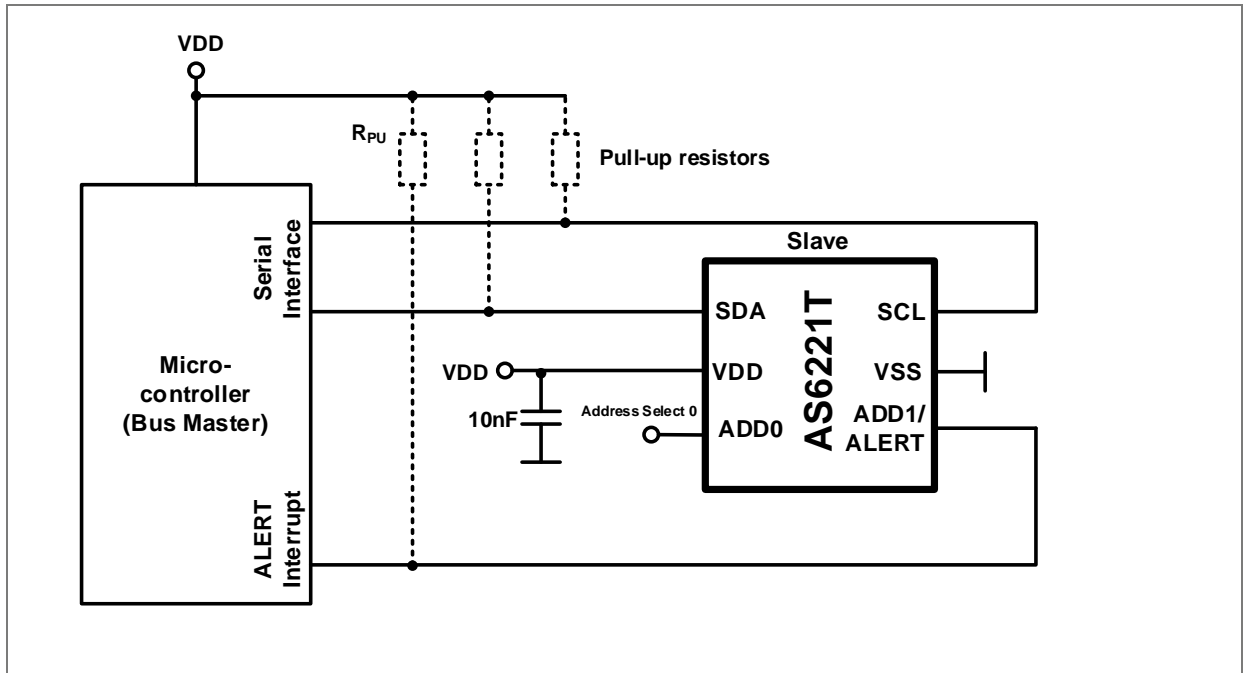 VDD
RPU
Pull-up resistors
Serial
Interface
Slave
SDA
SCL
AS6221T
Micro-
controller
(Bus Master)
VDD
VDD
VSS
10nF
Address Select 0
ADD0
ADD1/
ALERT
ALERT
Interrupt